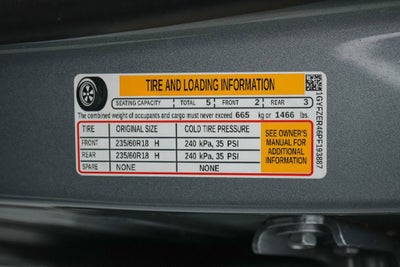 TIRE AND LOADING INFORMATION
SEATING CAPACITY TOTAL 5 FRONT 2 REAR 3
The combined weight of occupants and cargo must never exceed 665 kg or 1466 lbs.
TIRE ORIGINAL SIZE COLD TIRE PRESSURE
FRONT 235/60R18 H 240 kPa, 35 PSI
REAR 235/60R18 H 240 kPa, 35 PSI
SPARE NONE NONE
SEE OWNER'S
MANUAL FOR
ADDITIONAL
INFORMATION
1GYFZER46PF193887